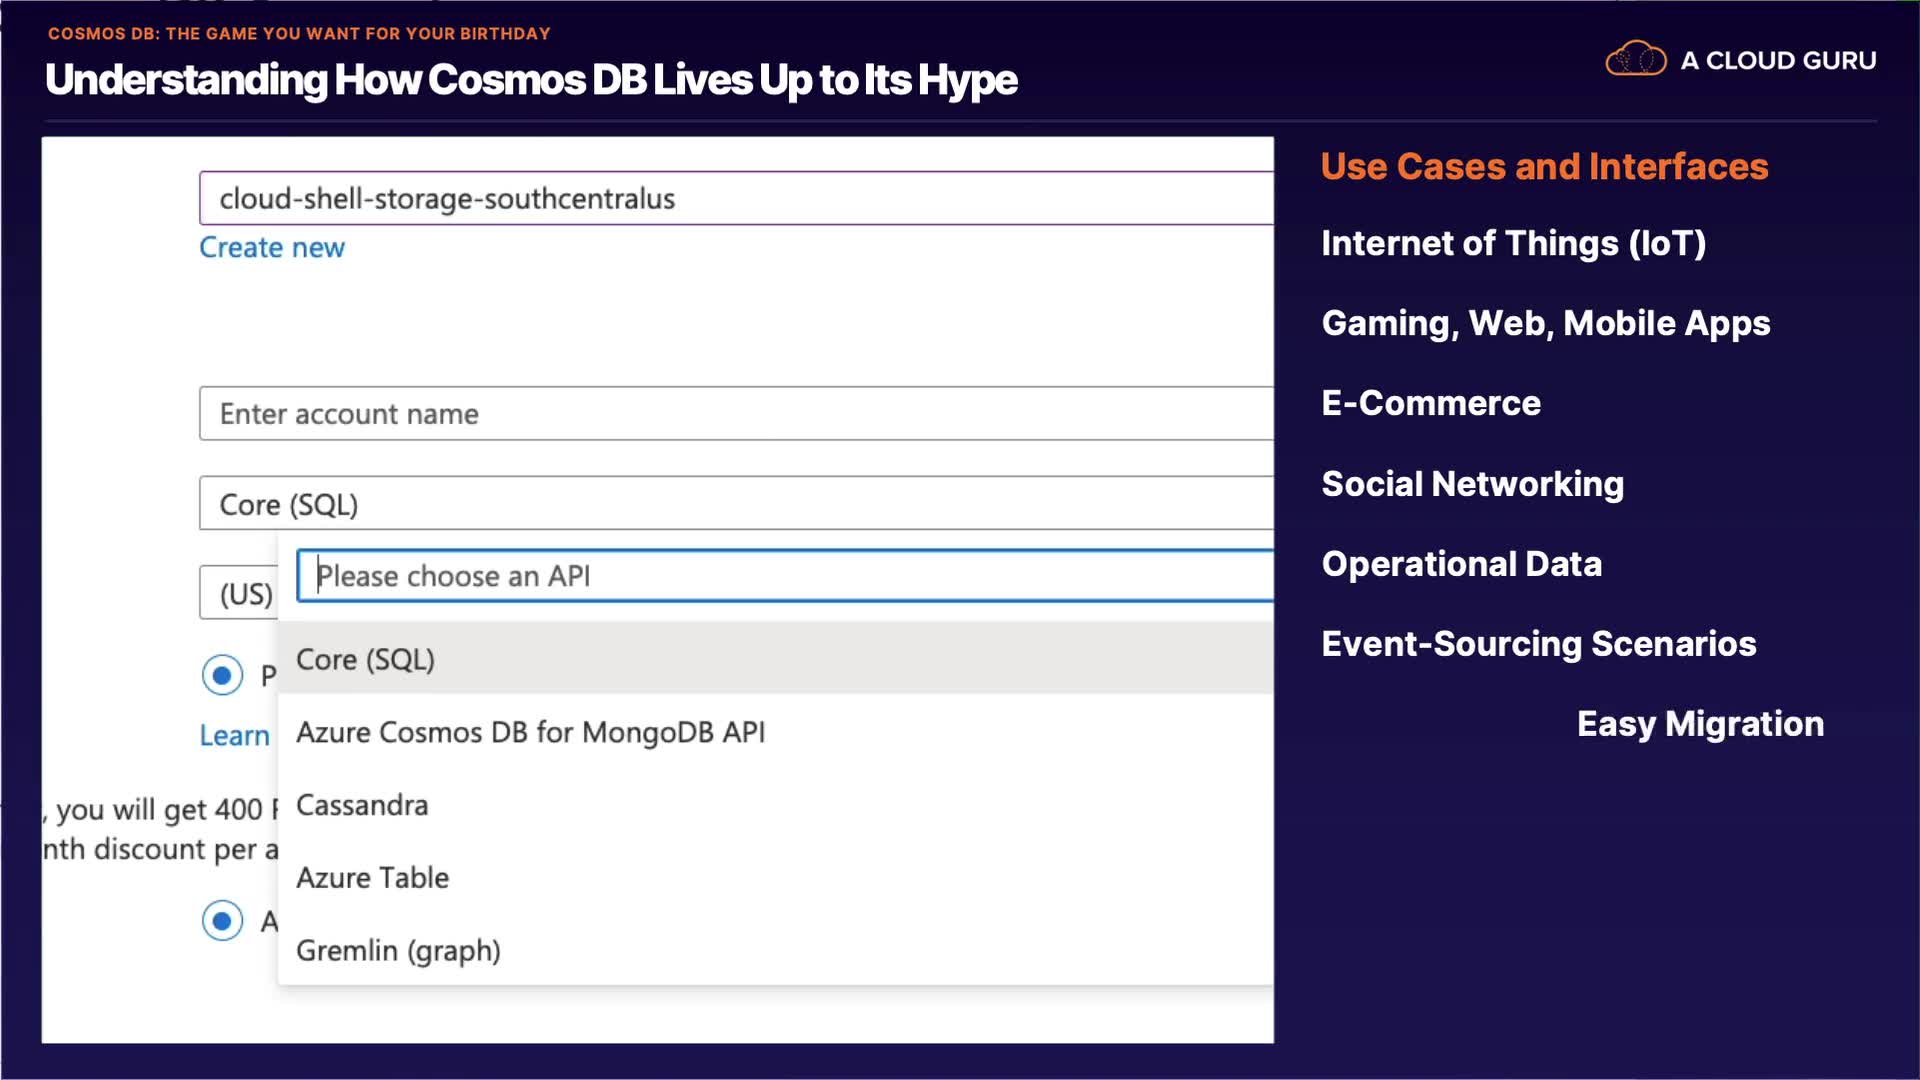 COSMOS DB: THE GAME YOU WANT FOR YOUR BIRTHDAY
Understanding How Cosmos DB Lives Up to Its Hype
A CLOUD GURU
cloud-shell-storage-southcentralus
Create new
Enter account name
Core (SQL)
Please choose an API
(US)
Core (SQL)
P
Learn
Azure Cosmos DB for MongoDB API
Cassandra
, you will get 400
nth discount per a
Azure Table
A
Gremlin (graph)
Use Cases and Interfaces
Internet of Things (IoT)
Gaming, Web, Mobile Apps
E-Commerce
Social Networking
Operational Data
Event-Sourcing Scenarios
Easy Migration